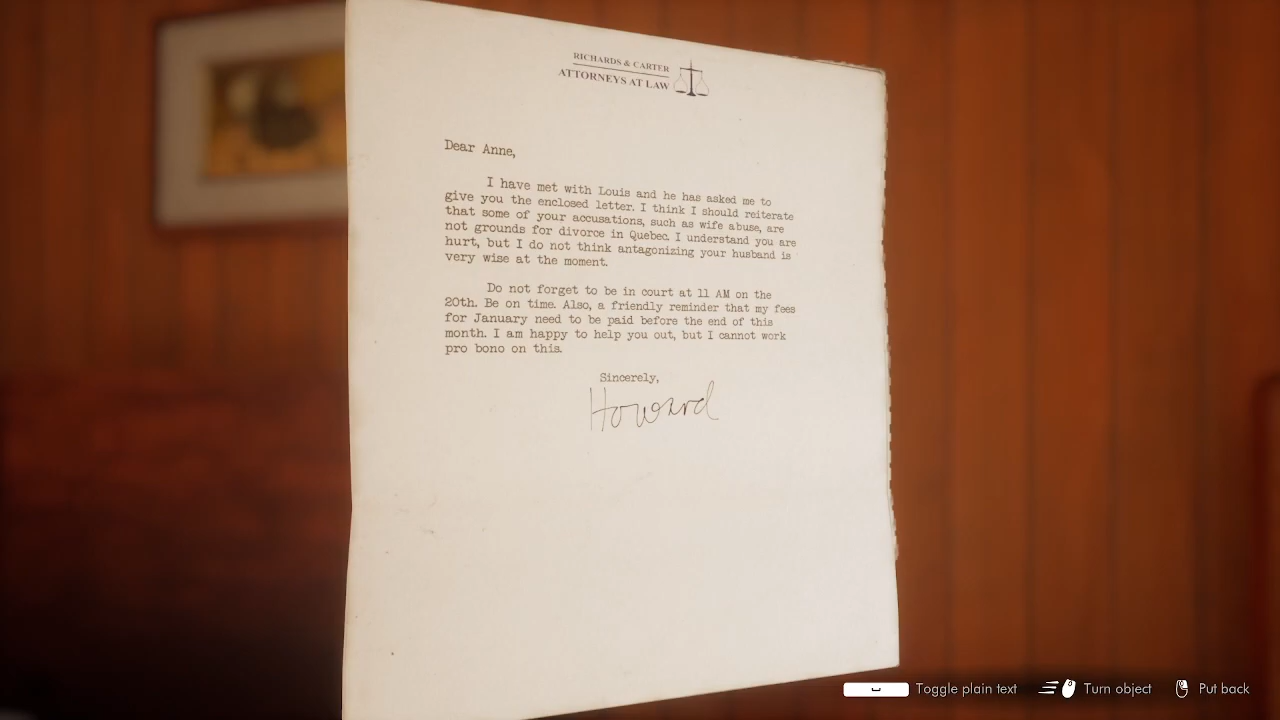 RICHARDS & CARTER
ATTORNEYS AT LAW
Dear Anne,
I have met with Louis and he has asked me to
give you the enclosed letter. I think I should reiterate
that some of your accusations, such as wife abuse, are
not grounds for divorce in Quebec. I understand you are
hurt, but I do not think antagonizing your husband is
very wise at the moment.
Do not forget to be in court at 11 AM on the
20th. Be on time. Also, a friendly reminder that my fees
for January need to be paid before the end of this
month. I am happy to help you out, but I cannot work
pro bono on this.
Sincerely,
Howard
Toggle plain text
Turn object
Put back